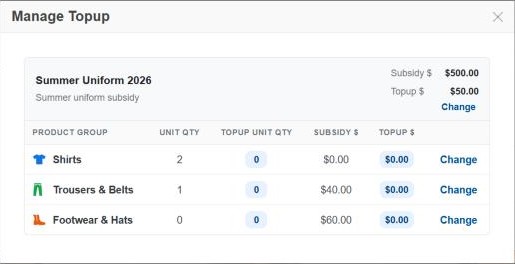 Manage Topup
Summer Uniform 2026
Summer uniform subsidy
Subsidy $ $500.00
Topup $ $50.00
Change
PRODUCT GROUP UNIT QTY TOPUP UNIT QTY SUBSIDY $ TOPUP $
Shirts 2 0 $0.00 $0.00 Change
Trousers & Belts 1 0 $40.00 $0.00 Change
Footwear & Hats 0 0 $60.00 $0.00 Change